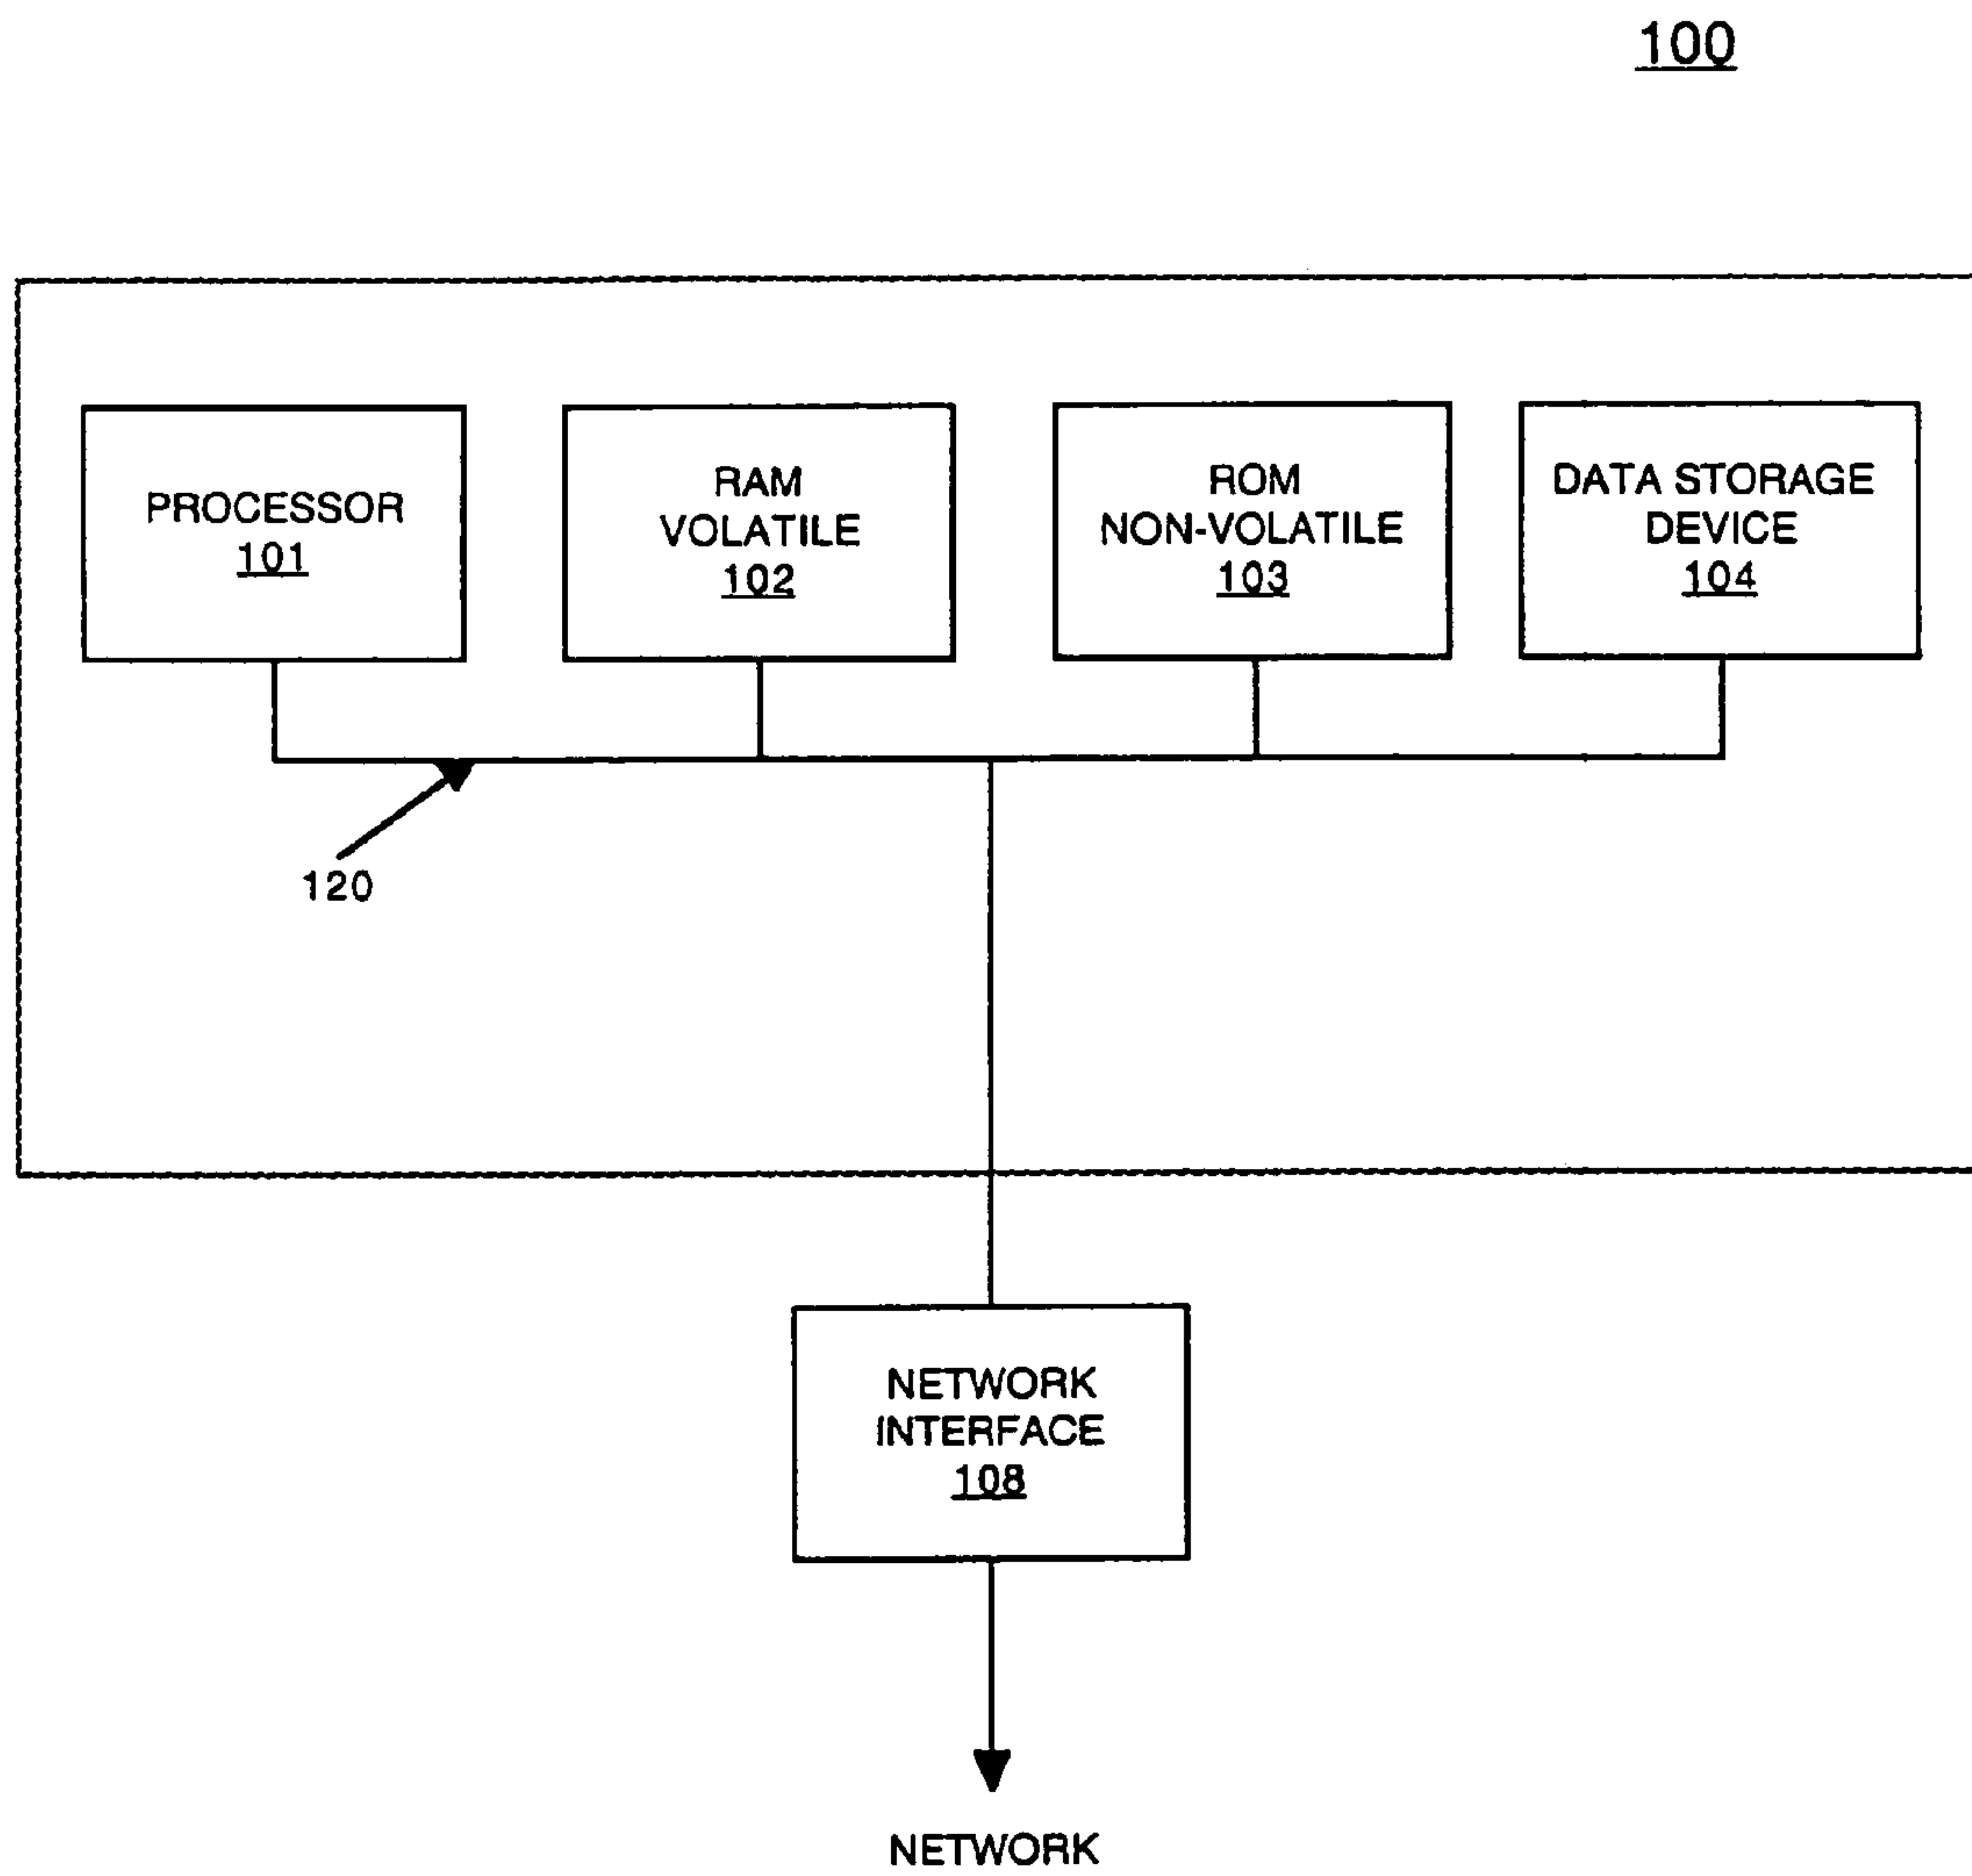 100
PROCESSOR
101
RAM
VOLATILE
102
ROM
NON-VOLATILE
103
DATA STORAGE
DEVICE
104
120
NETWORK
INTERFACE
108
NETWORK